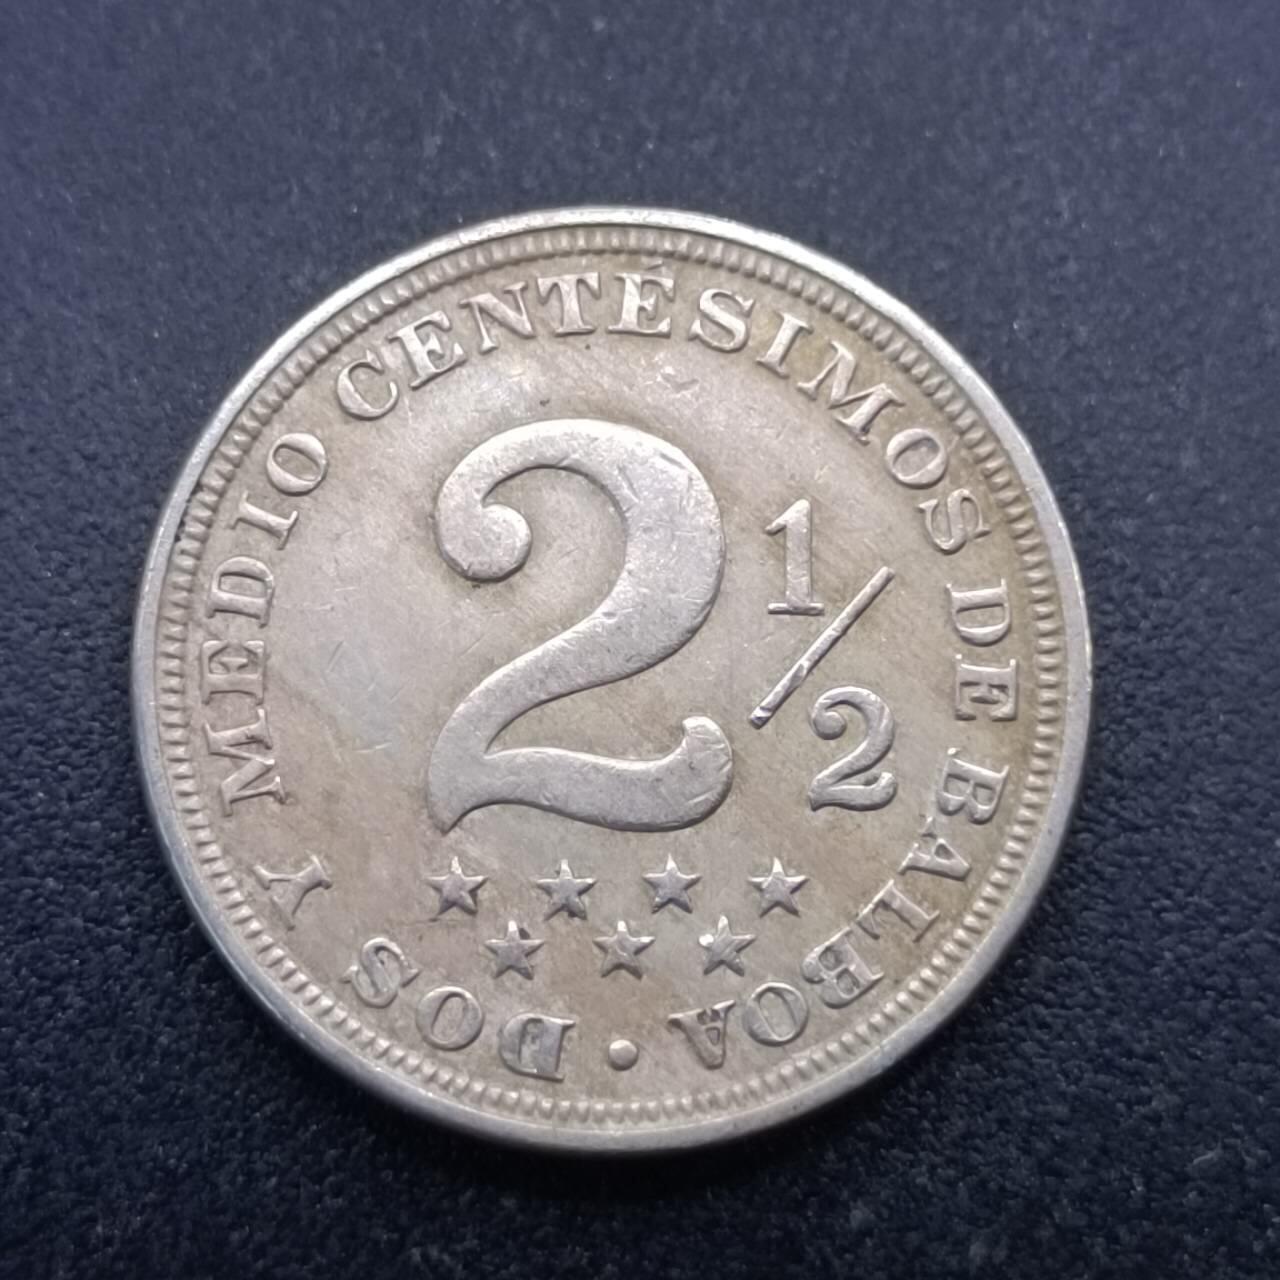 DOS Y MEDIO CENTÉSIMOS DE BALBOA •
2 1/2